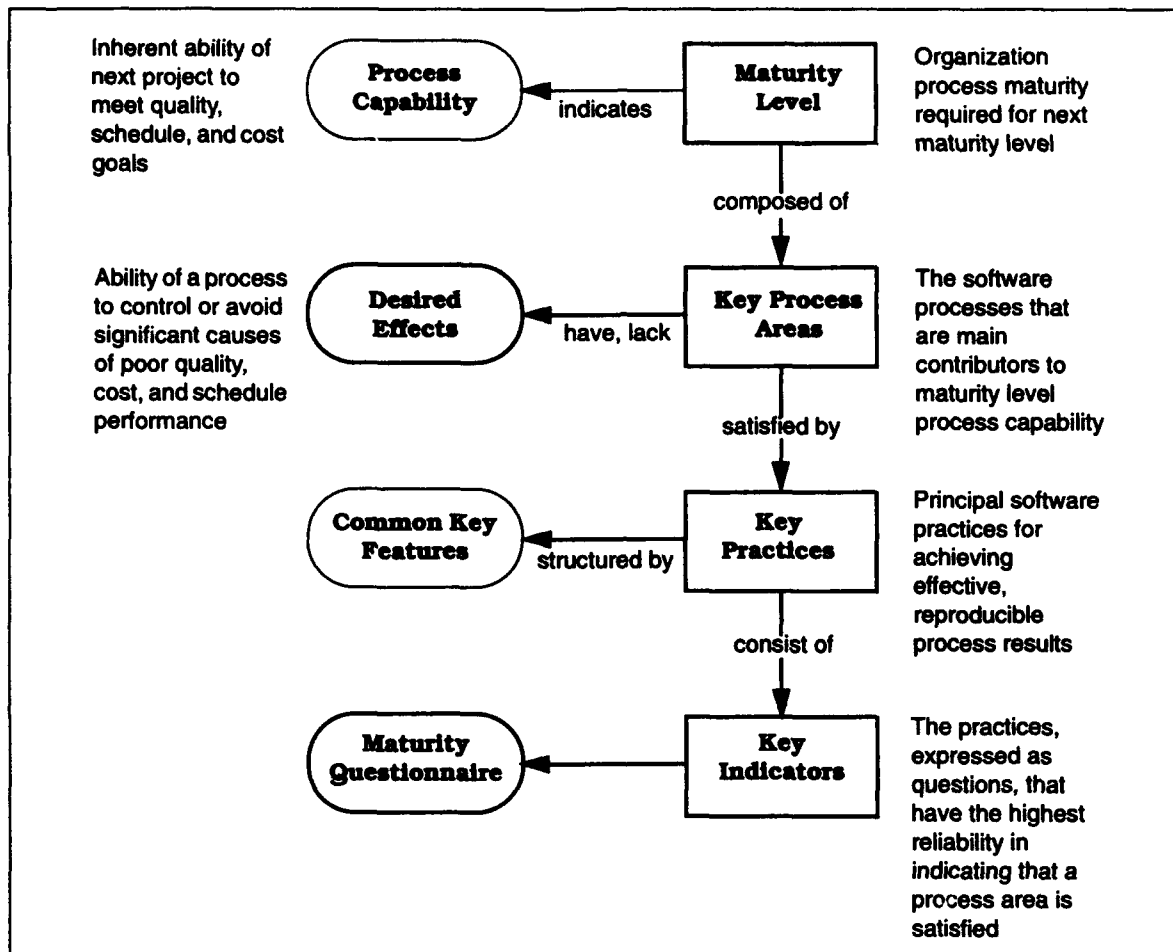 Inherent ability of
next project to
meet quality,
schedule, and cost
goals
Process
Capability
indicates
Maturity
Level
Organization
process maturity
required for next
maturity level
composed of
Ability of a process
to control or avoid
significant causes
of poor quality,
cost, and schedule
performance
Desired
Effects
have, lack
Key Process
Areas
The software
processes that
are main
contributors to
maturity level
process capability
satisfied by
Common Key
Features
structured by
Key
Practices
Principal software
practices for
achieving
effective,
reproducible
process results
consist of
Maturity
Questionnaire
Key
Indicators
The practices,
expressed as
questions, that
have the highest
reliability in
indicating that a
process area is
satisfied